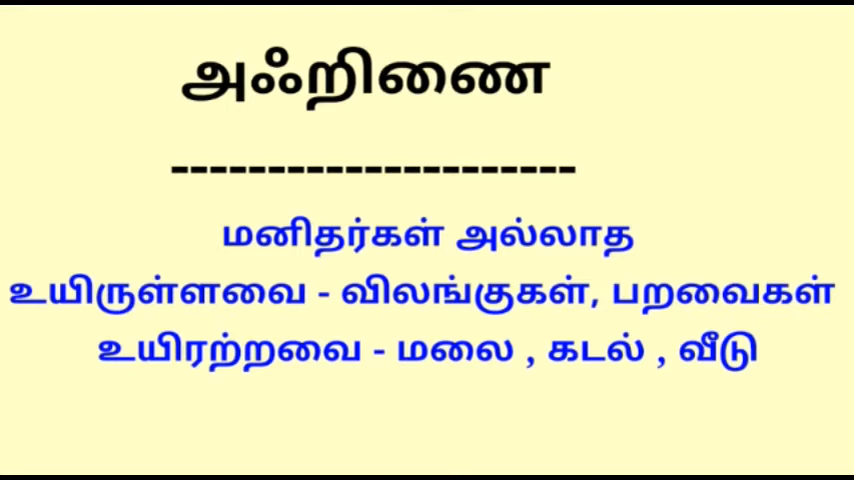 அஃறிணை
---------------------
மனிதர்கள் அல்லாத
உயிருள்ளவை - விலங்குகள், பறவைகள்
உயிரற்றவை - மலை , கடல் , வீடு